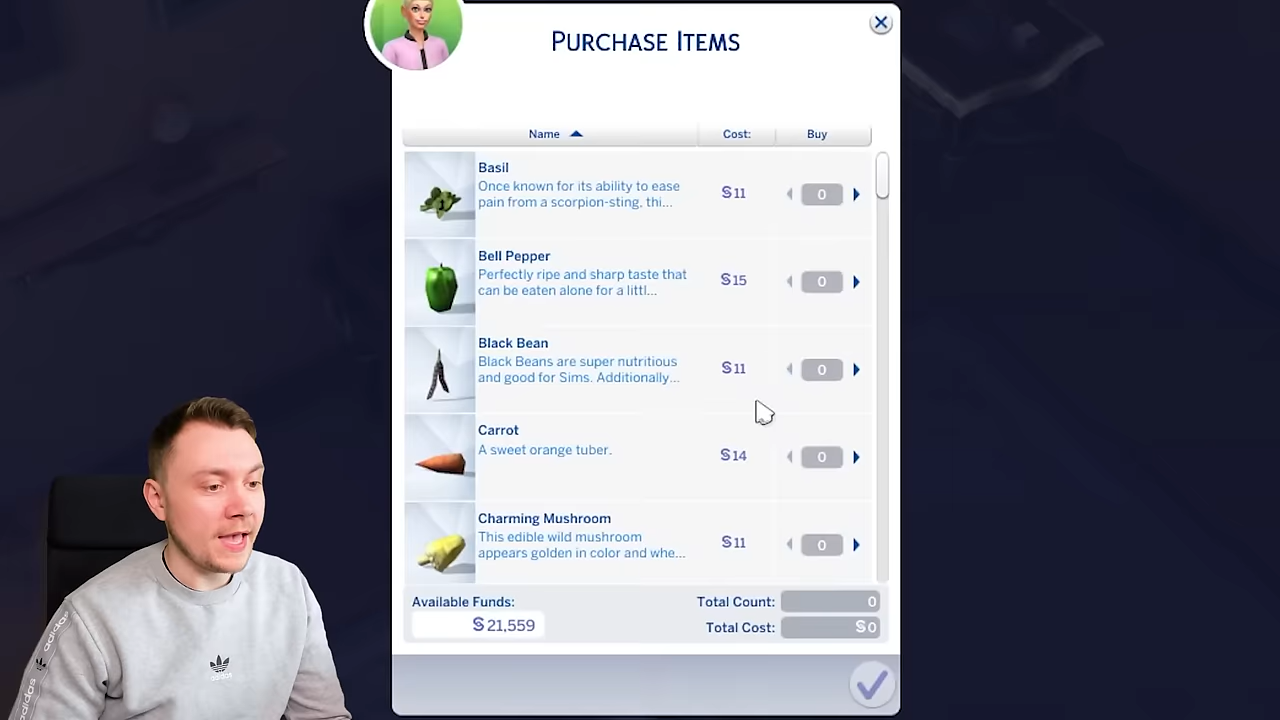 PURCHASE ITEMS
Name
Cost:
Buy
Basil
Once known for its ability to ease
pain from a scorpion-sting, thi...
§11
0
Bell Pepper
Perfectly ripe and sharp taste that
can be eaten alone for a littl...
§15
0
Black Bean
Black Beans are super nutritious
and good for Sims. Additionally...
§11
0
Carrot
A sweet orange tuber.
§14
0
Charming Mushroom
This edible wild mushroom
appears golden in color and whe...
§11
0
Available Funds:
§21,559
Total Count: 0
Total Cost: §0
adidas
adidas
adidas